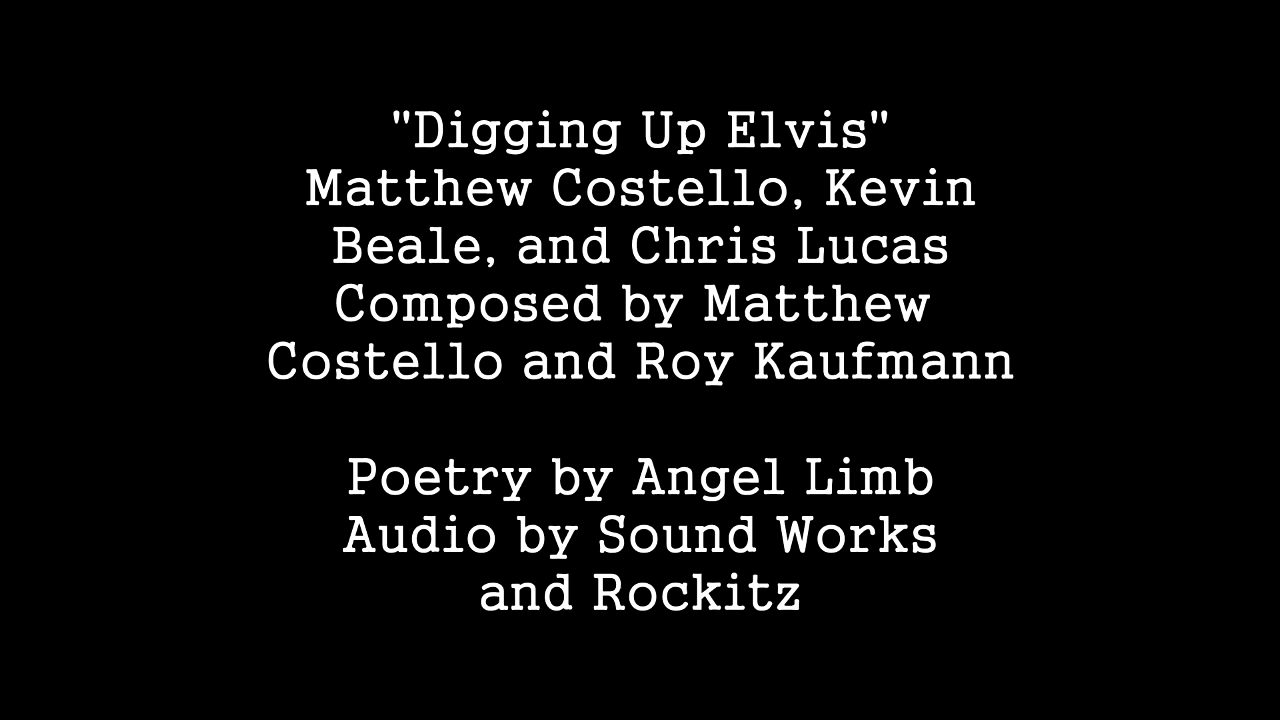 "Digging Up Elvis"
Matthew Costello, Kevin
Beale, and Chris Lucas
Composed by Matthew
Costello and Roy Kaufmann
Poetry by Angel Limb
Audio by Sound Works
and Rockitz